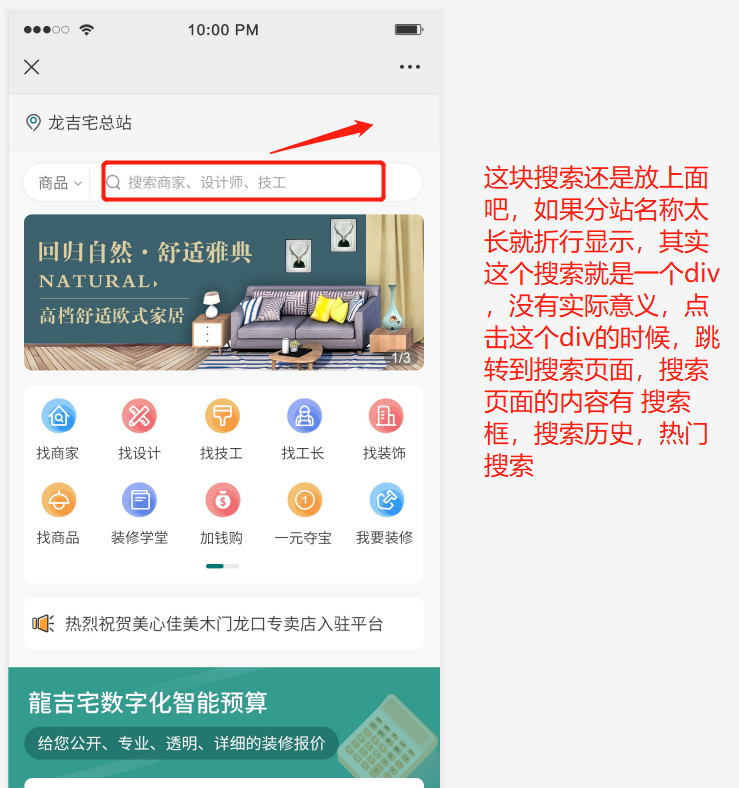 10:00 PM
龙吉宅总站
商品
搜索商家、设计师、技工
回归自然·舒适雅典
NATURAL
高档舒适欧式家居
1/3
找商家 找设计 找技工 找工长 找装饰
1
找商品 装修学堂 加钱购 一元夺宝 我要装修
热烈祝贺美心佳美木门龙口专卖店入驻平台
龍吉宅数字化智能预算
给您公开、专业、透明、详细的装修报价
这块搜索还是放上面
吧，如果分站名称太
长就折行显示，其实
这个搜索就是一个div
，没有实际意义，点
击这个div的时候，跳
转到搜索页面，搜索
页面的内容有 搜索
框，搜索历史，热门
搜索